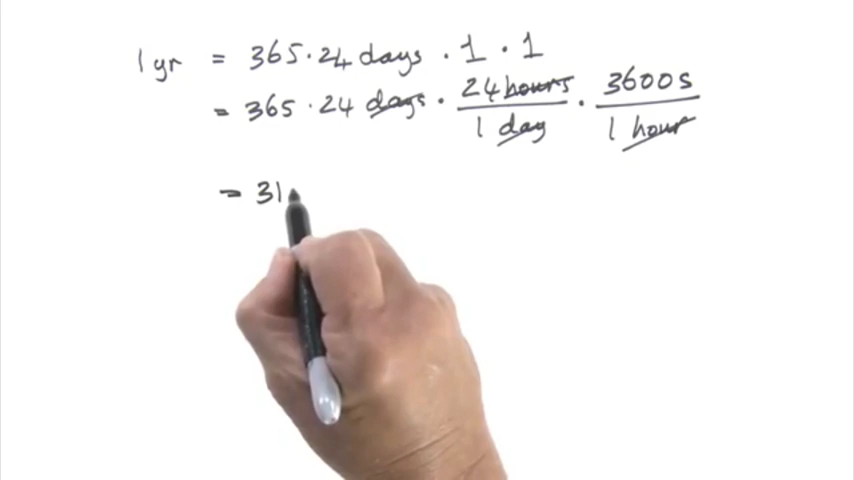 1 yr = 365.24 days · 1 · 1
= 365.24 days · 24 hours / 1 day · 3600 s / 1 hour
= 31